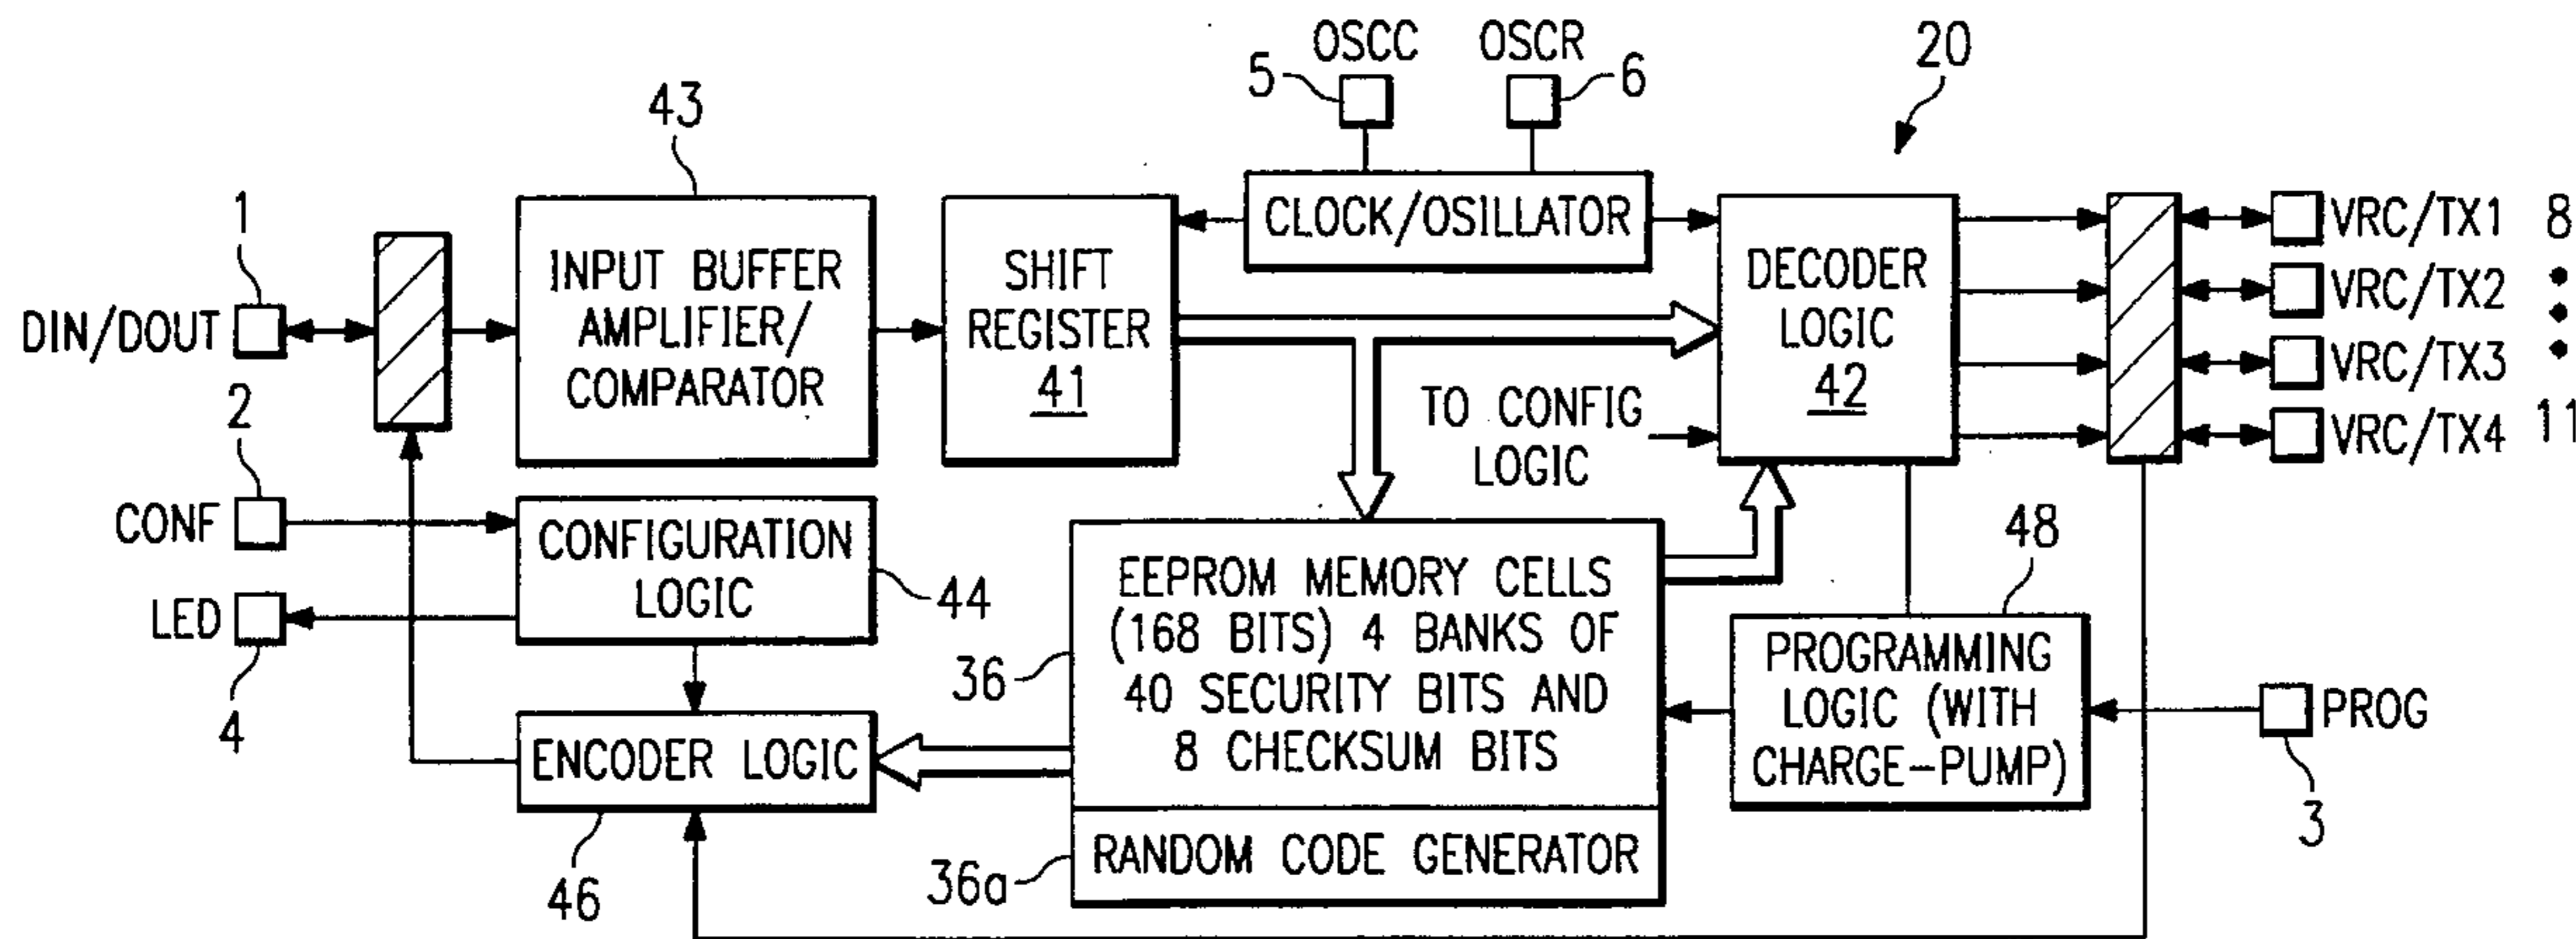 OSCC
OSCR
5
6
20
43
1
DIN/DOUT
INPUT BUFFER
AMPLIFIER/
COMPARATOR
SHIFT
REGISTER
41
CLOCK/OSILLATOR
DECODER
LOGIC
42
VRC/TX1 8
VRC/TX2
VRC/TX3
VRC/TX4 11
TO CONFIG
LOGIC
2
CONF
LED
4
CONFIGURATION
LOGIC
44
ENCODER LOGIC
46
36
EEPROM MEMORY CELLS
(168 BITS) 4 BANKS OF
40 SECURITY BITS AND
8 CHECKSUM BITS
36a
RANDOM CODE GENERATOR
48
PROGRAMMING
LOGIC (WITH
CHARGE-PUMP)
PROG
3